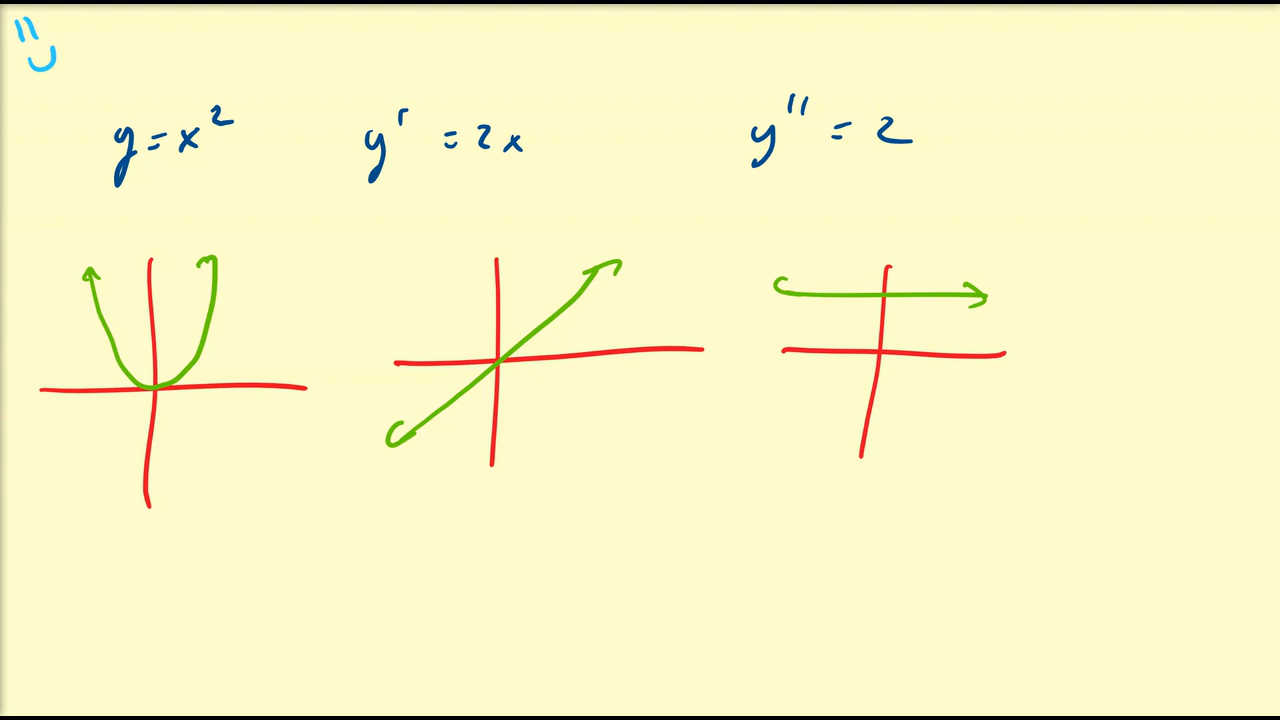 y = x² y' = 2x y'' = 2